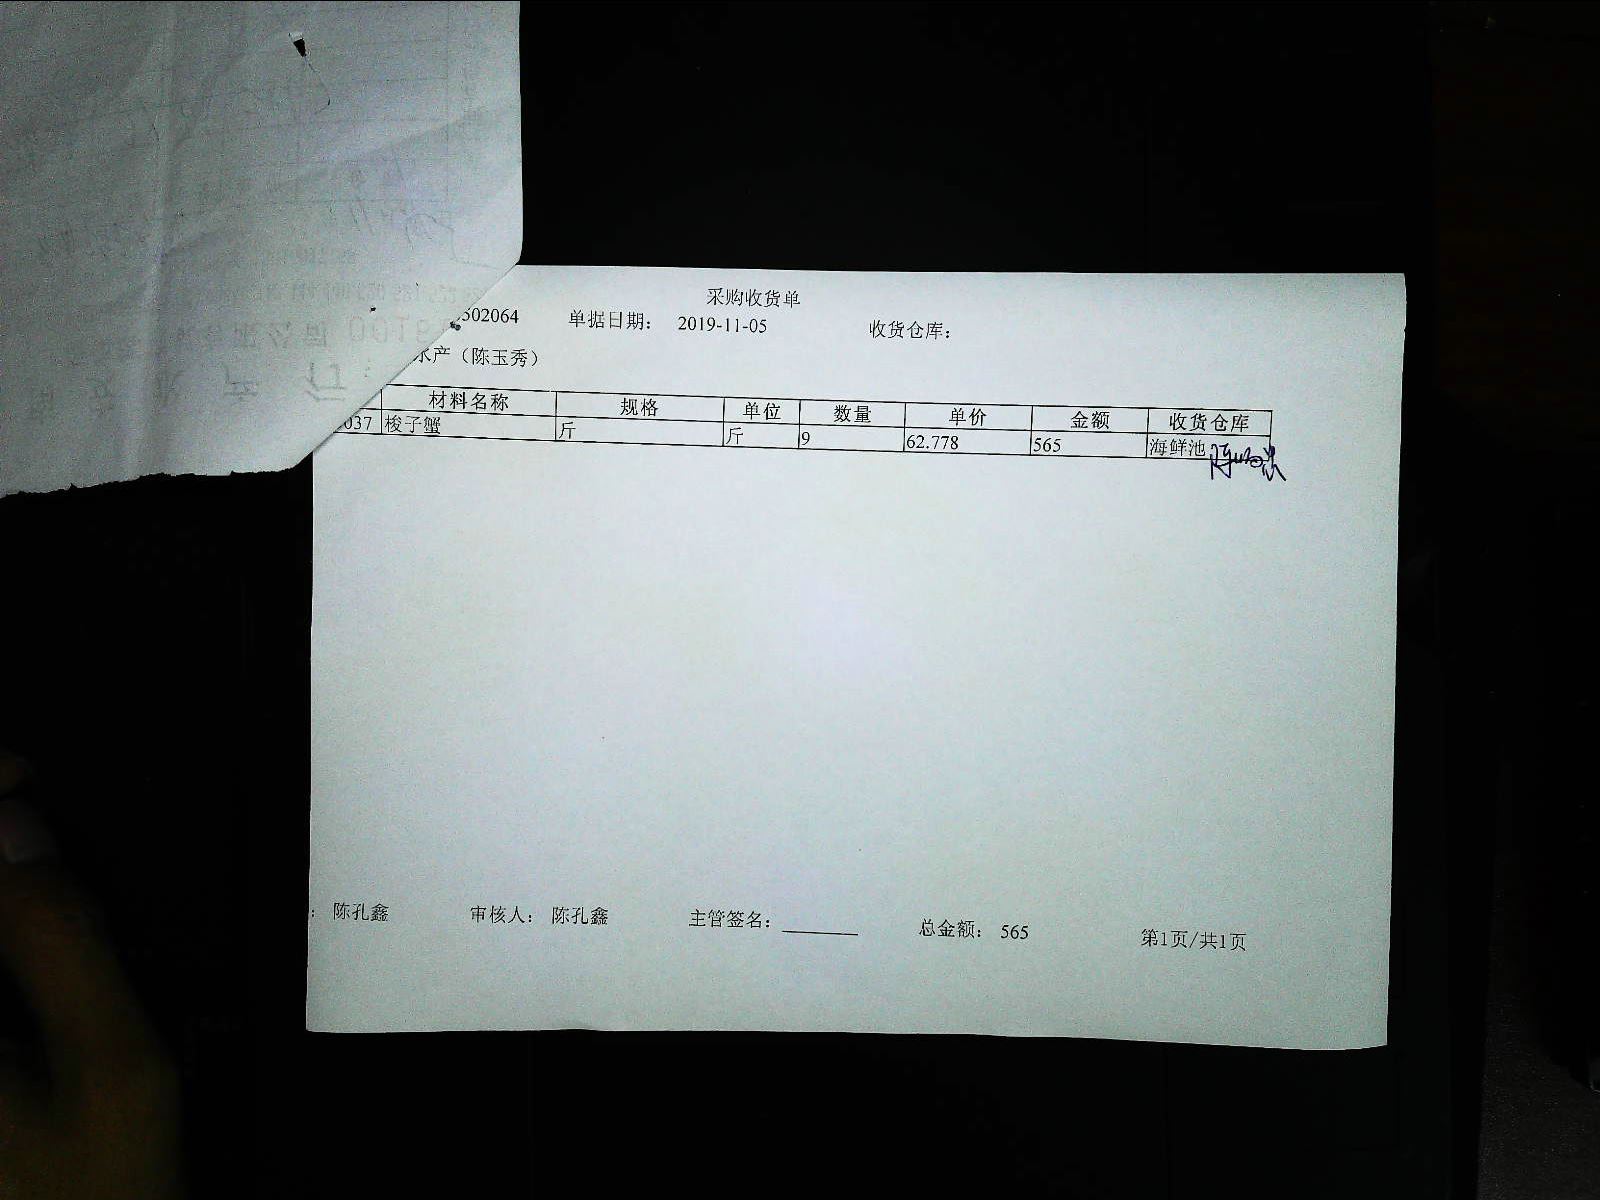 采购收货单
502064 单据日期： 2019-11-05 收货仓库：
水产（陈玉秀）
材料名称 规格 单位 数量 单价 金额 收货仓库
037 梭子蟹 斤 斤 9 62.778 565 海鲜池
： 陈孔鑫 审核人： 陈孔鑫 主管签名： 总金额： 565 第1页/共1页